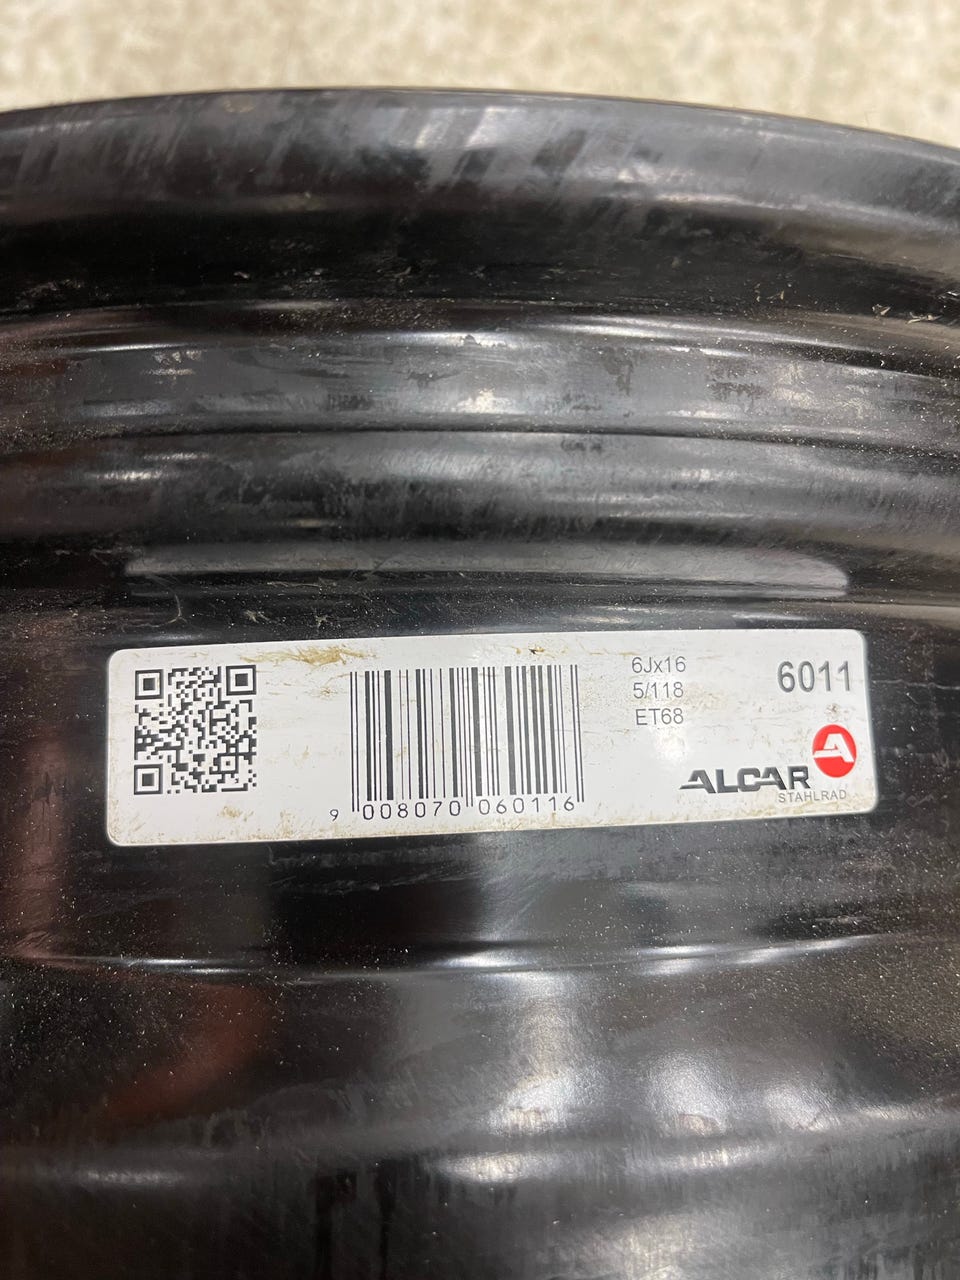 6Jx16
5/118
ET68
6011
ALCAR
STAHLRAD
9 008070 060116